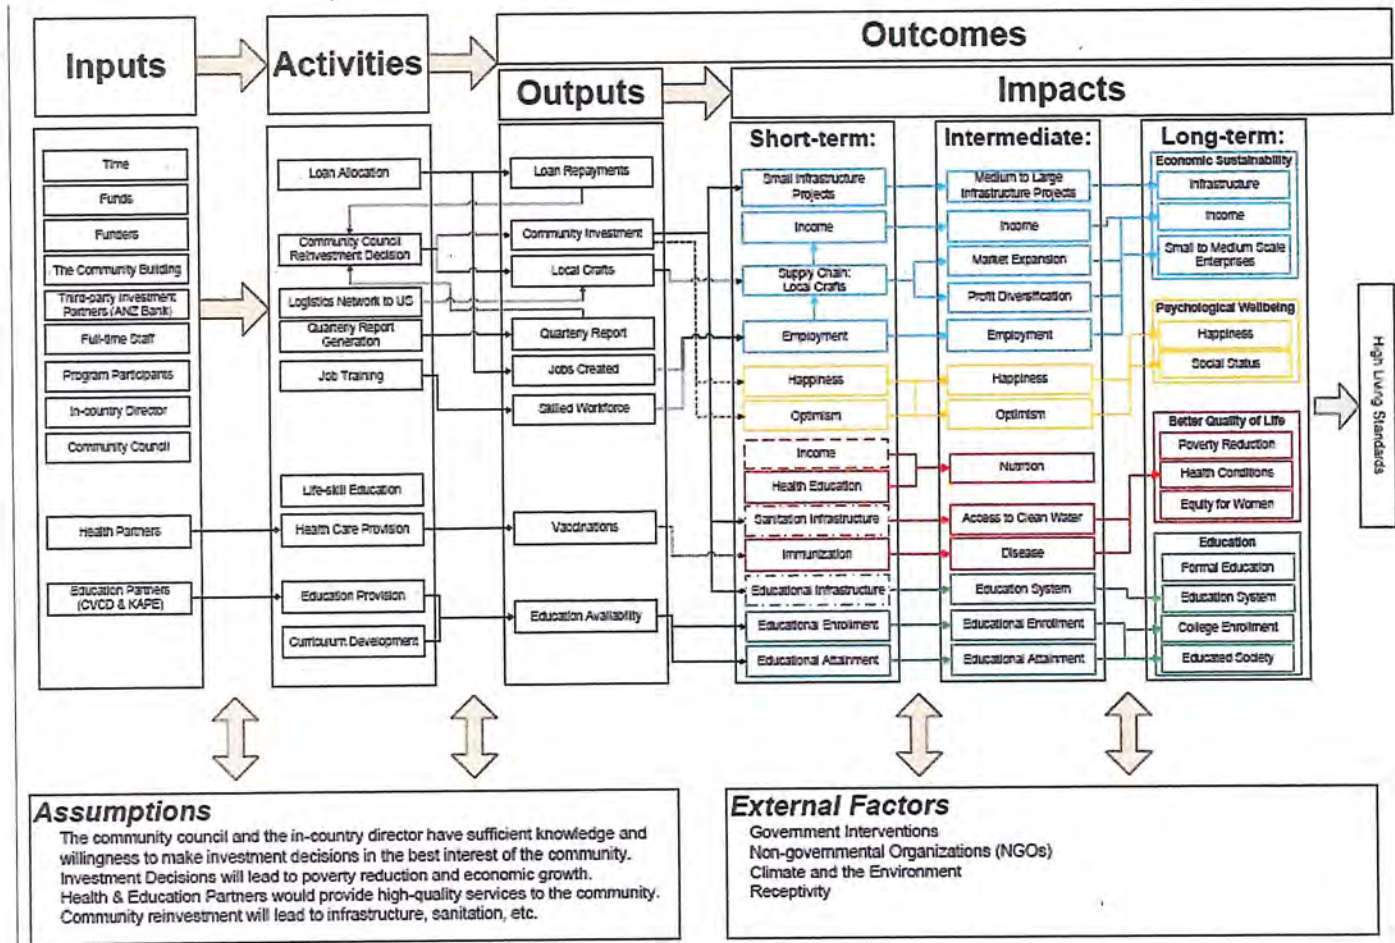 Inputs
Activities
Outcomes
Outputs
Impacts
Time
Funds
Funders
The Community Building
Third-party Investment
Partners (ANZ Bank)
Full-time Staff
Program Participants
In-country Director
Community Council
Health Partners
Education Partners
(CVCD & KAPE)
Loan Allocation
Community Council
Reinvestment Decision
Logistics Network to US
Quarterly Report
Generation
Job Training
Life-skill Education
Health Care Provision
Education Provision
Curriculum Development
Loan Repayments
Community Investment
Local Crafts
Quarterly Report
Jobs Created
Skilled Workforce
Vaccinations
Education Availability
Short-term:
Small Infrastructure
Projects
Income
Supply Chain:
Local Crafts
Employment
Happiness
Optimism
Income
Health Education
Sanitation Infrastructure
Immunization
Educational Infrastructure
Educational Enrollment
Educational Attainment
Intermediate:
Medium to Large
Infrastructure Projects
Income
Market Expansion
Profit Diversification
Employment
Happiness
Optimism
Nutrition
Access to Clean Water
Disease
Education System
Educational Enrollment
Educational Attainment
Long-term:
Economic Sustainability
Infrastructure
Income
Small to Medium Scale
Enterprises
Psychological Wellbeing
Happiness
Social Status
Better Quality of Life
Poverty Reduction
Health Conditions
Equity for Women
Education
Formal Education
Education System
College Enrollment
Educated Society
High Living Standards
Assumptions
The community council and the in-country director have sufficient knowledge and
willingness to make investment decisions in the best interest of the community.
Investment Decisions will lead to poverty reduction and economic growth.
Health & Education Partners would provide high-quality services to the community.
Community reinvestment will lead to infrastructure, sanitation, etc.
External Factors
Government Interventions
Non-governmental Organizations (NGOs)
Climate and the Environment
Receptivity